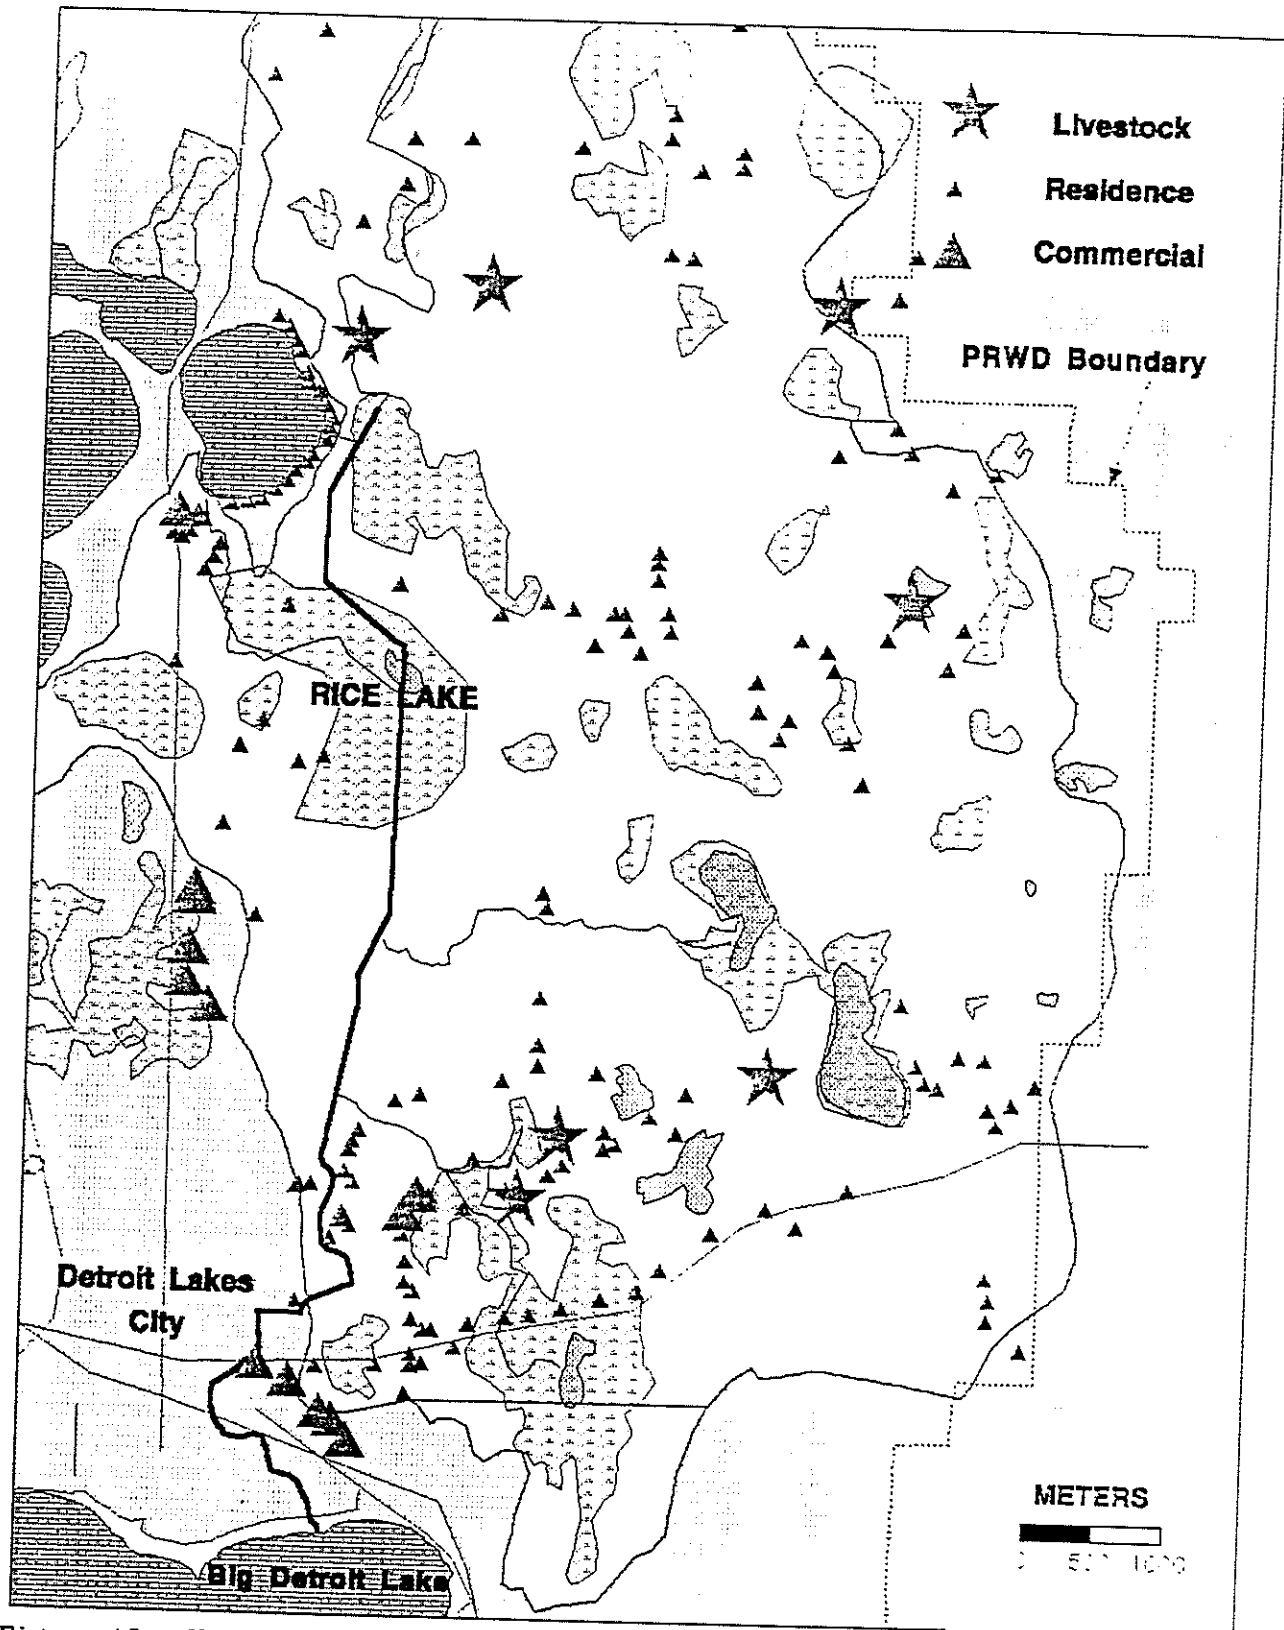 Livestock
Residence
Commercial
PRWD Boundary
RICE LAKE
Detroit Lakes
City
METERS
Big Detroit Lake